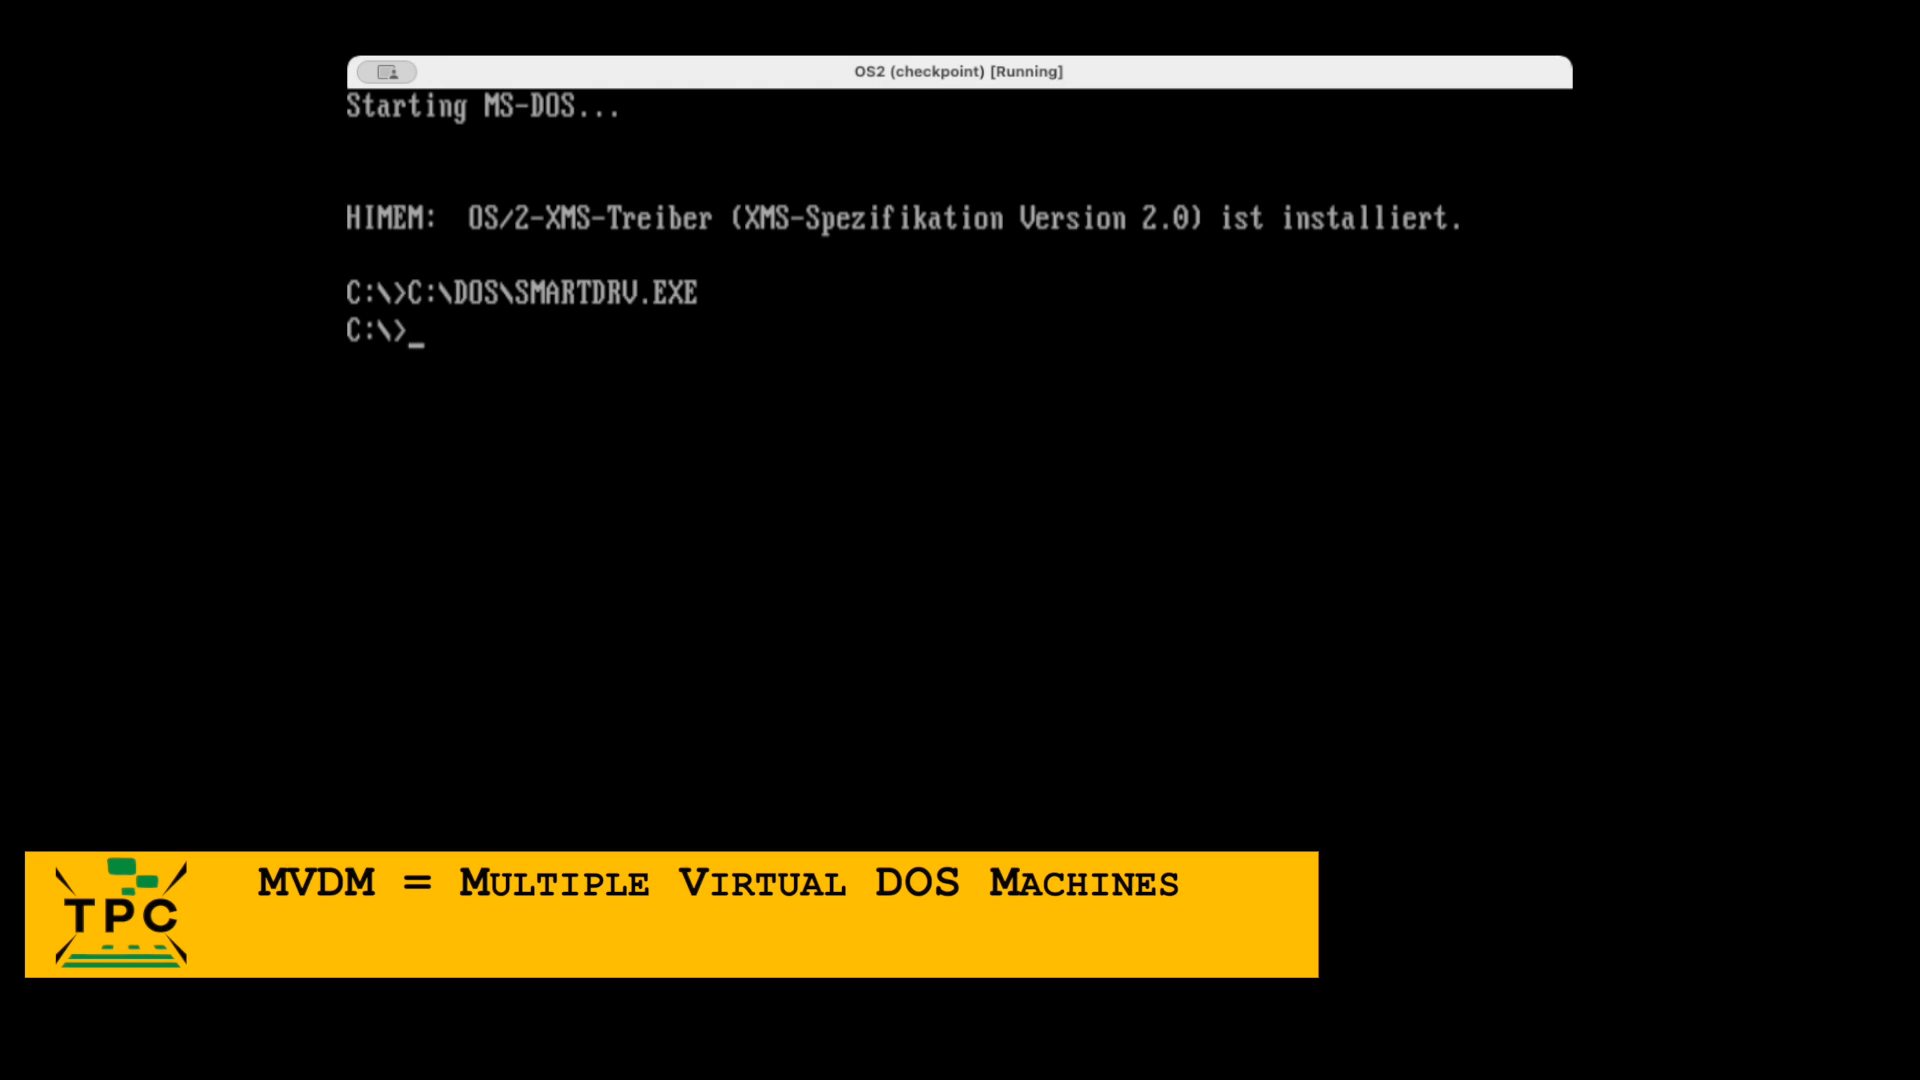 OS2 (checkpoint) [Running]
Starting MS-DOS...
HIMEM:  OS/2-XMS-Treiber (XMS-Spezifikation Version 2.0) ist installiert.
C:\>C:\DOS\SMARTDRV.EXE
C:\>_
MVDM = Multiple Virtual DOS Machines
TPC